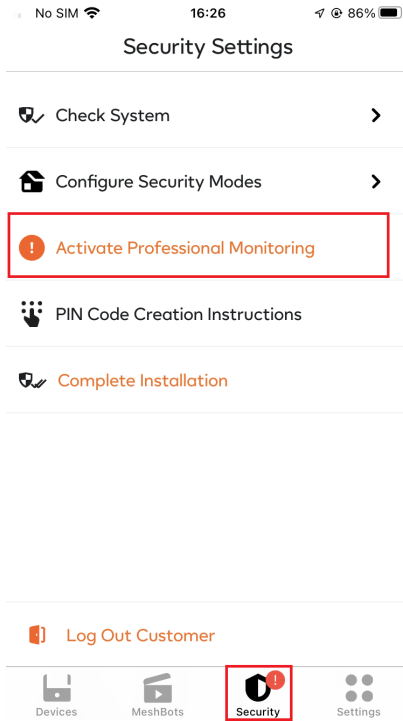 No SIM 16:26 86%
Security Settings
Check System
Configure Security Modes
! Activate Professional Monitoring
PIN Code Creation Instructions
Complete Installation
Log Out Customer
!
Devices MeshBots Security Settings